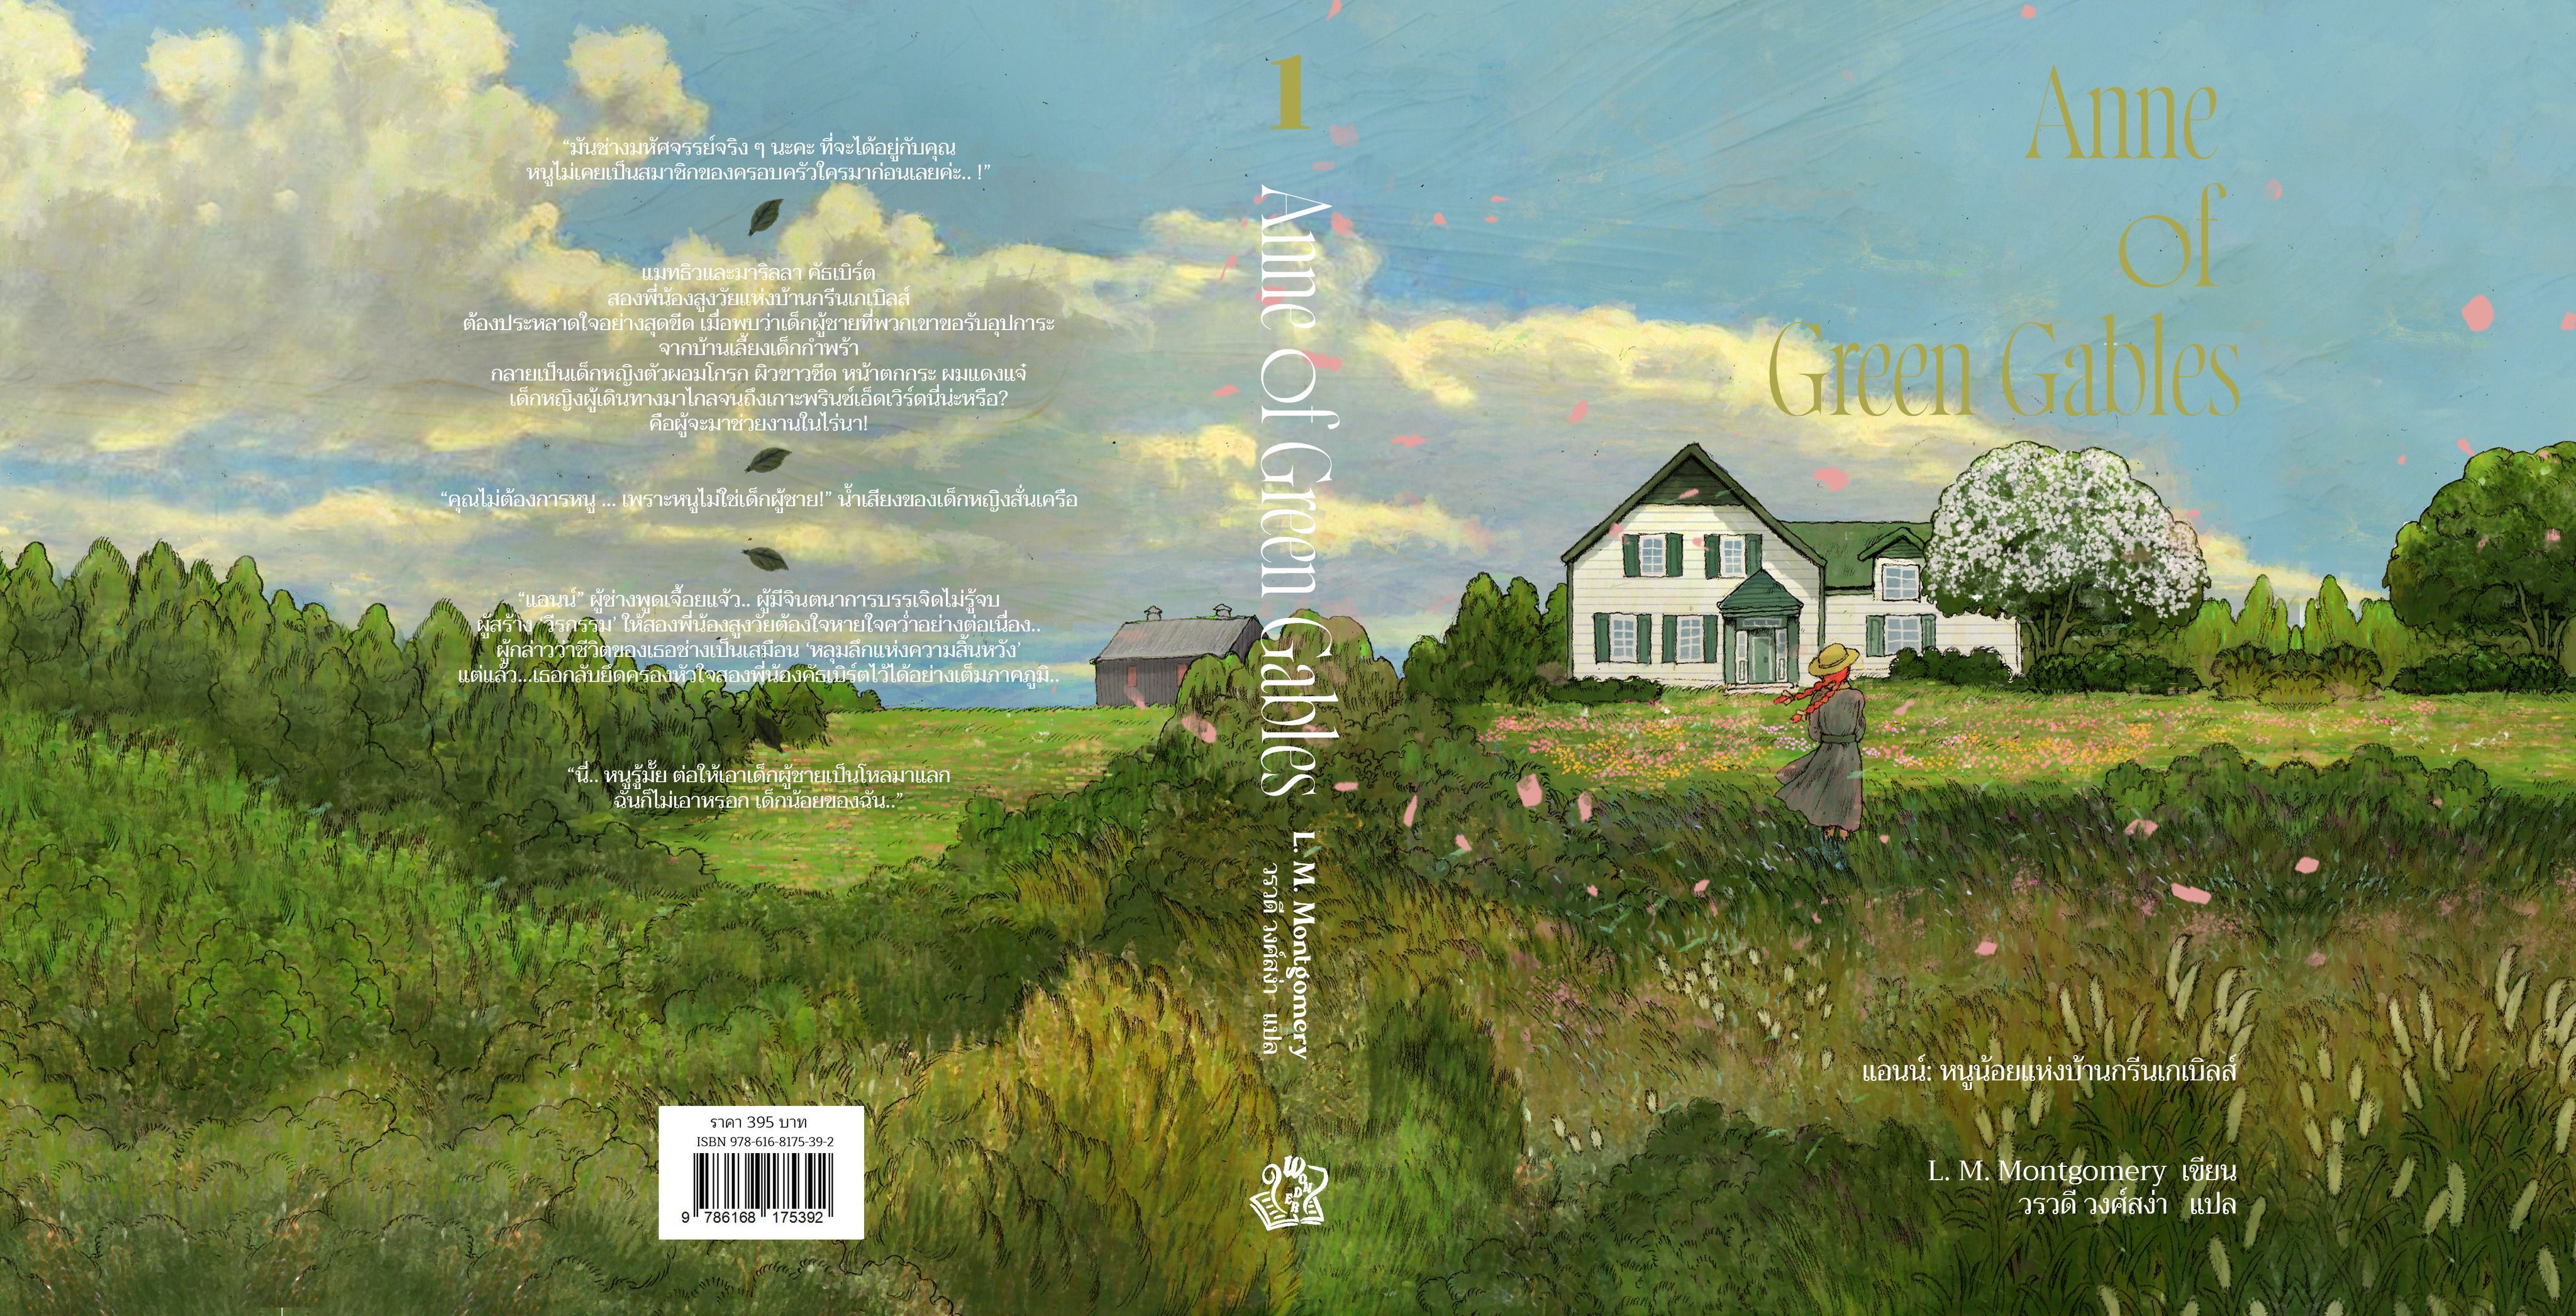 “มันช่างมหัศจรรย์จริง ๆ นะคะ ที่จะได้อยู่กับคุณ
หนูไม่เคยเป็นสมาชิกของครอบครัวใครมาก่อนเลยค่ะ.. !”
แมทธิวและมาริลลา คัธเบิร์ต
สองพี่น้องสูงวัยแห่งบ้านกรีนเกเบิลส์
ต้องประหลาดใจอย่างสุดขีด เมื่อพบว่าเด็กผู้ชายที่พวกเขาขอรับอุปการะ
จากบ้านเลี้ยงเด็กกำพร้า
กลายเป็นเด็กหญิงตัวผอมโกรก ผิวขาวซีด หน้าตกกระ ผมแดงแจ๋
เด็กหญิงผู้เดินทางมาไกลจนถึงเกาะพรินซ์เอ็ดเวิร์ดนี่น่ะหรือ?
คือผู้จะมาช่วยงานในไร่นา!
“คุณไม่ต้องการหนู ... เพราะหนูไม่ใช่เด็กผู้ชาย!” น้ำเสียงของเด็กหญิงสั่นเครือ
“แอนน์” ผู้ช่างพูดเจื้อยแจ้ว.. ผู้มีจินตนาการบรรเจิดไม่รู้จบ
ผู้สร้าง ‘วีรกรรม’ ให้สองพี่น้องสูงวัยต้องใจหายใจคว่ำอย่างต่อเนื่อง..
ผู้กล่าวว่าชีวิตของเธอช่างเป็นเสมือน ‘หลุมลึกแห่งความสิ้นหวัง’
แต่แล้ว...เธอกลับยึดครองหัวใจสองพี่น้องคัธเบิร์ตไว้ได้อย่างเต็มภาคภูมิ..
“นี่.. หนูรู้มั้ย ต่อให้เอาเด็กผู้ชายเป็นโหลมาแลก
ฉันก็ไม่เอาหรอก เด็กน้อยของฉัน..”
ราคา 395 บาท
ISBN 978-616-8175-39-2
9 786168 175392
1
Anne of Green Gables
L. M. Montgomery
วรวดี วงศ์สง่า แปล
WONDER
Anne
of
Green Gables
แอนน์: หนูน้อยแห่งบ้านกรีนเกเบิลส์
L. M. Montgomery เขียน
วรวดี วงศ์สง่า แปล